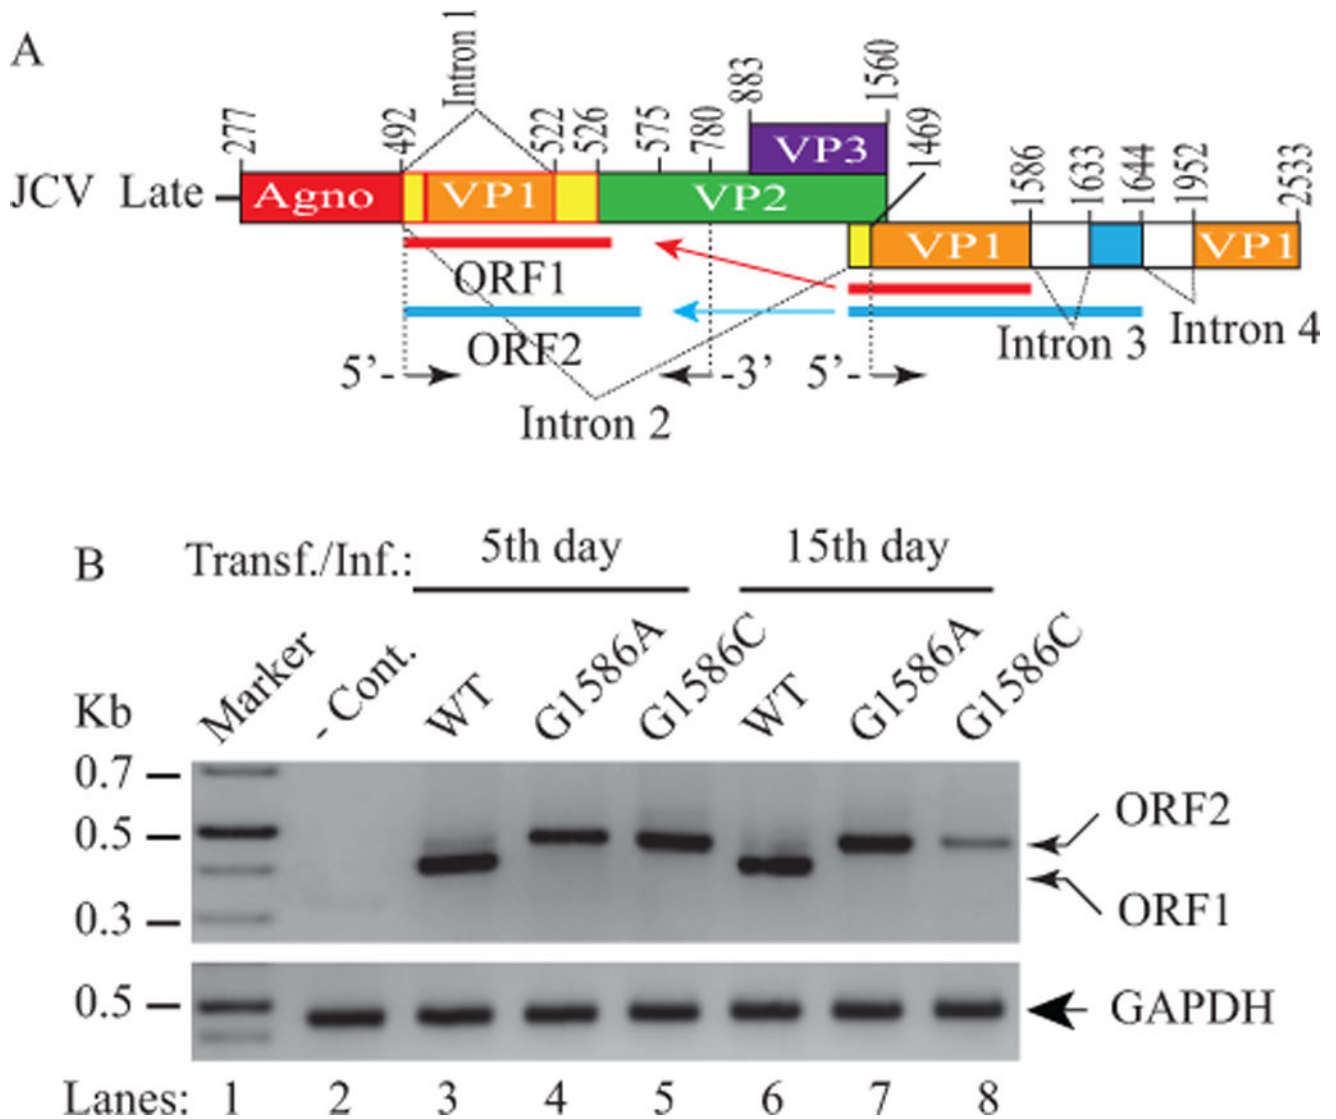 A
Intron 1
277
492
522
526
575
780
883
1560
1469
1586
1633
1644
1952
2533
JCV Late
Agno
VP1
VP2
VP3
VP1
VP1
ORF1
ORF2
5’-
-3’
5’-
Intron 2
Intron 3
Intron 4
B
Transf./Inf.:
5th day
15th day
Kb
Marker
- Cont.
WT
G1586A
G1586C
WT
G1586A
G1586C
0.7
0.5
0.3
ORF2
ORF1
0.5
GAPDH
Lanes: 1 2 3 4 5 6 7 8